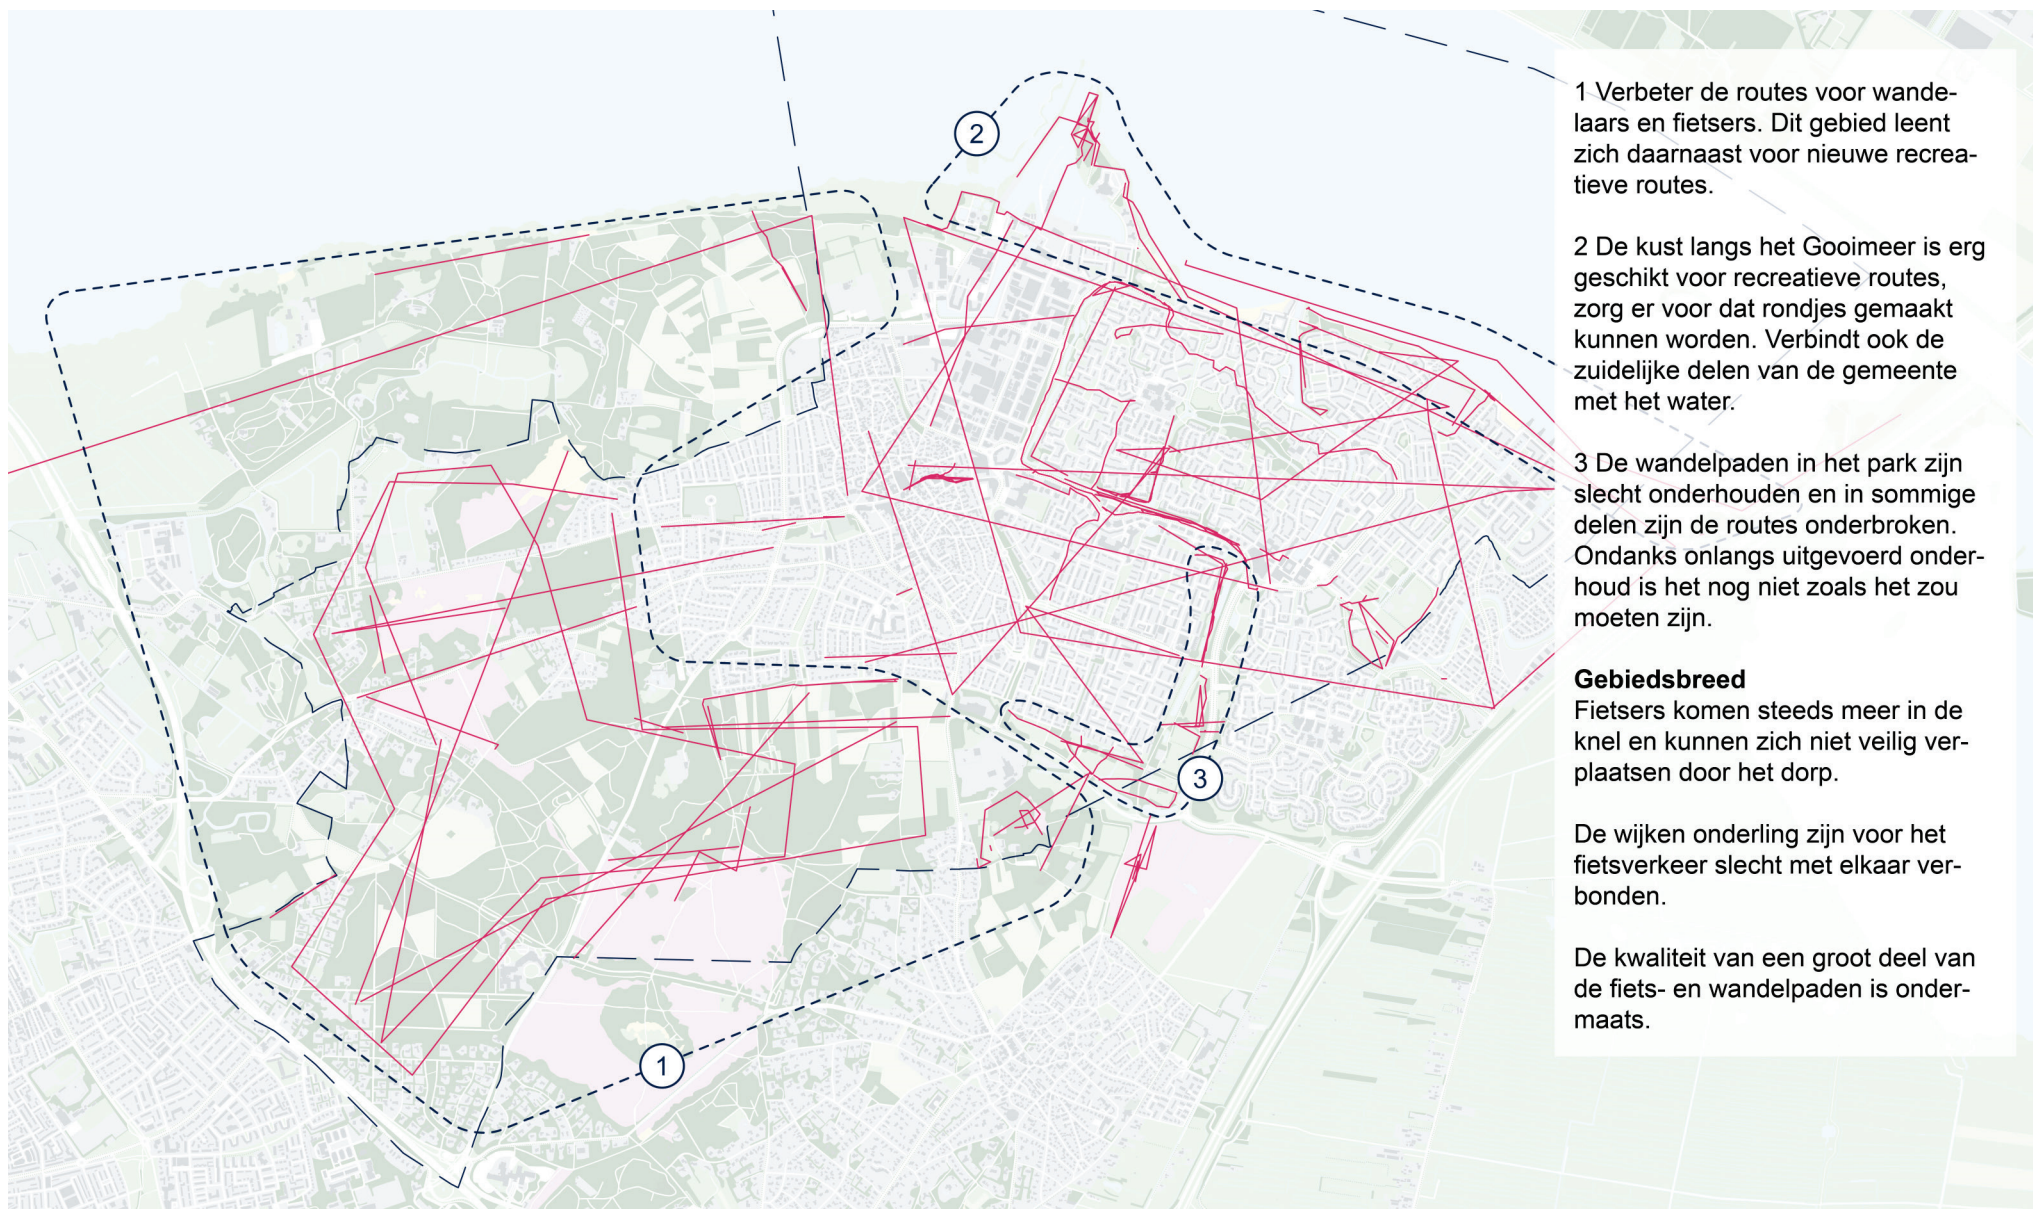 2
1
3
1 Verbeter de routes voor wande-
laars en fietsers. Dit gebied leent
zich daarnaast voor nieuwe recrea-
tieve routes.
2 De kust langs het Gooimeer is erg
geschikt voor recreatieve routes,
zorg er voor dat rondjes gemaakt
kunnen worden. Verbindt ook de
zuidelijke delen van de gemeente
met het water.
3 De wandelpaden in het park zijn
slecht onderhouden en in sommige
delen zijn de routes onderbroken.
Ondanks onlangs uitgevoerd onder-
houd is het nog niet zoals het zou
moeten zijn.
Gebiedsbreed
Fietsers komen steeds meer in de
knel en kunnen zich niet veilig ver-
plaatsen door het dorp.
De wijken onderling zijn voor het
fietsverkeer slecht met elkaar ver-
bonden.
De kwaliteit van een groot deel van
de fiets- en wandelpaden is onder-
maats.